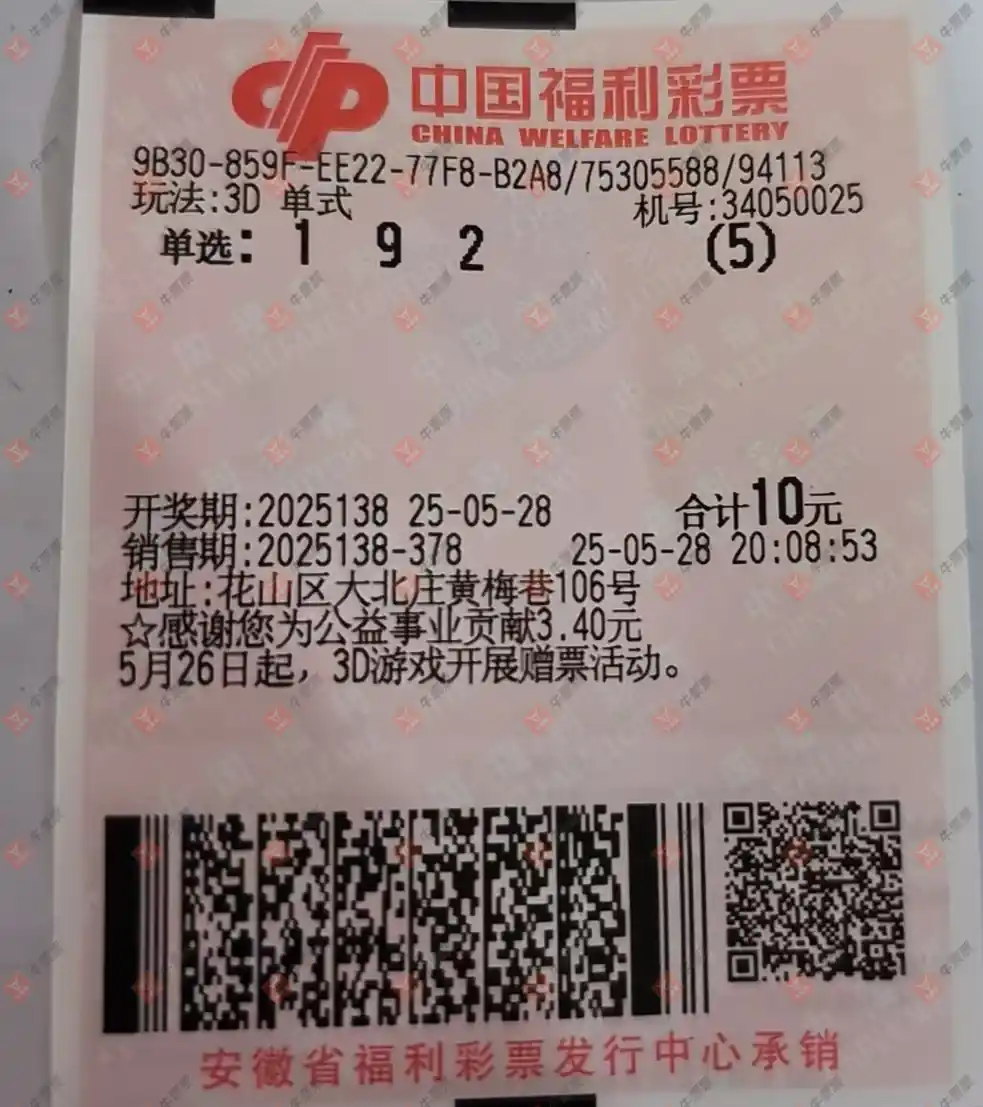 中国福利彩票
CHINA WELFARE LOTTERY
9B30-859F-EE22-77F8-B2A8/75305588/94113
玩法:3D 单式 机号:34050025
单选: 1 9 2 (5)
开奖期:2025138 25-05-28 合计10元
销售期:2025138-378 25-05-28 20:08:53
地址:花山区大北庄黄梅巷106号
☆感谢您为公益事业贡献3.40元
5月26日起，3D游戏开展赠票活动。
安徽省福利彩票发行中心承销